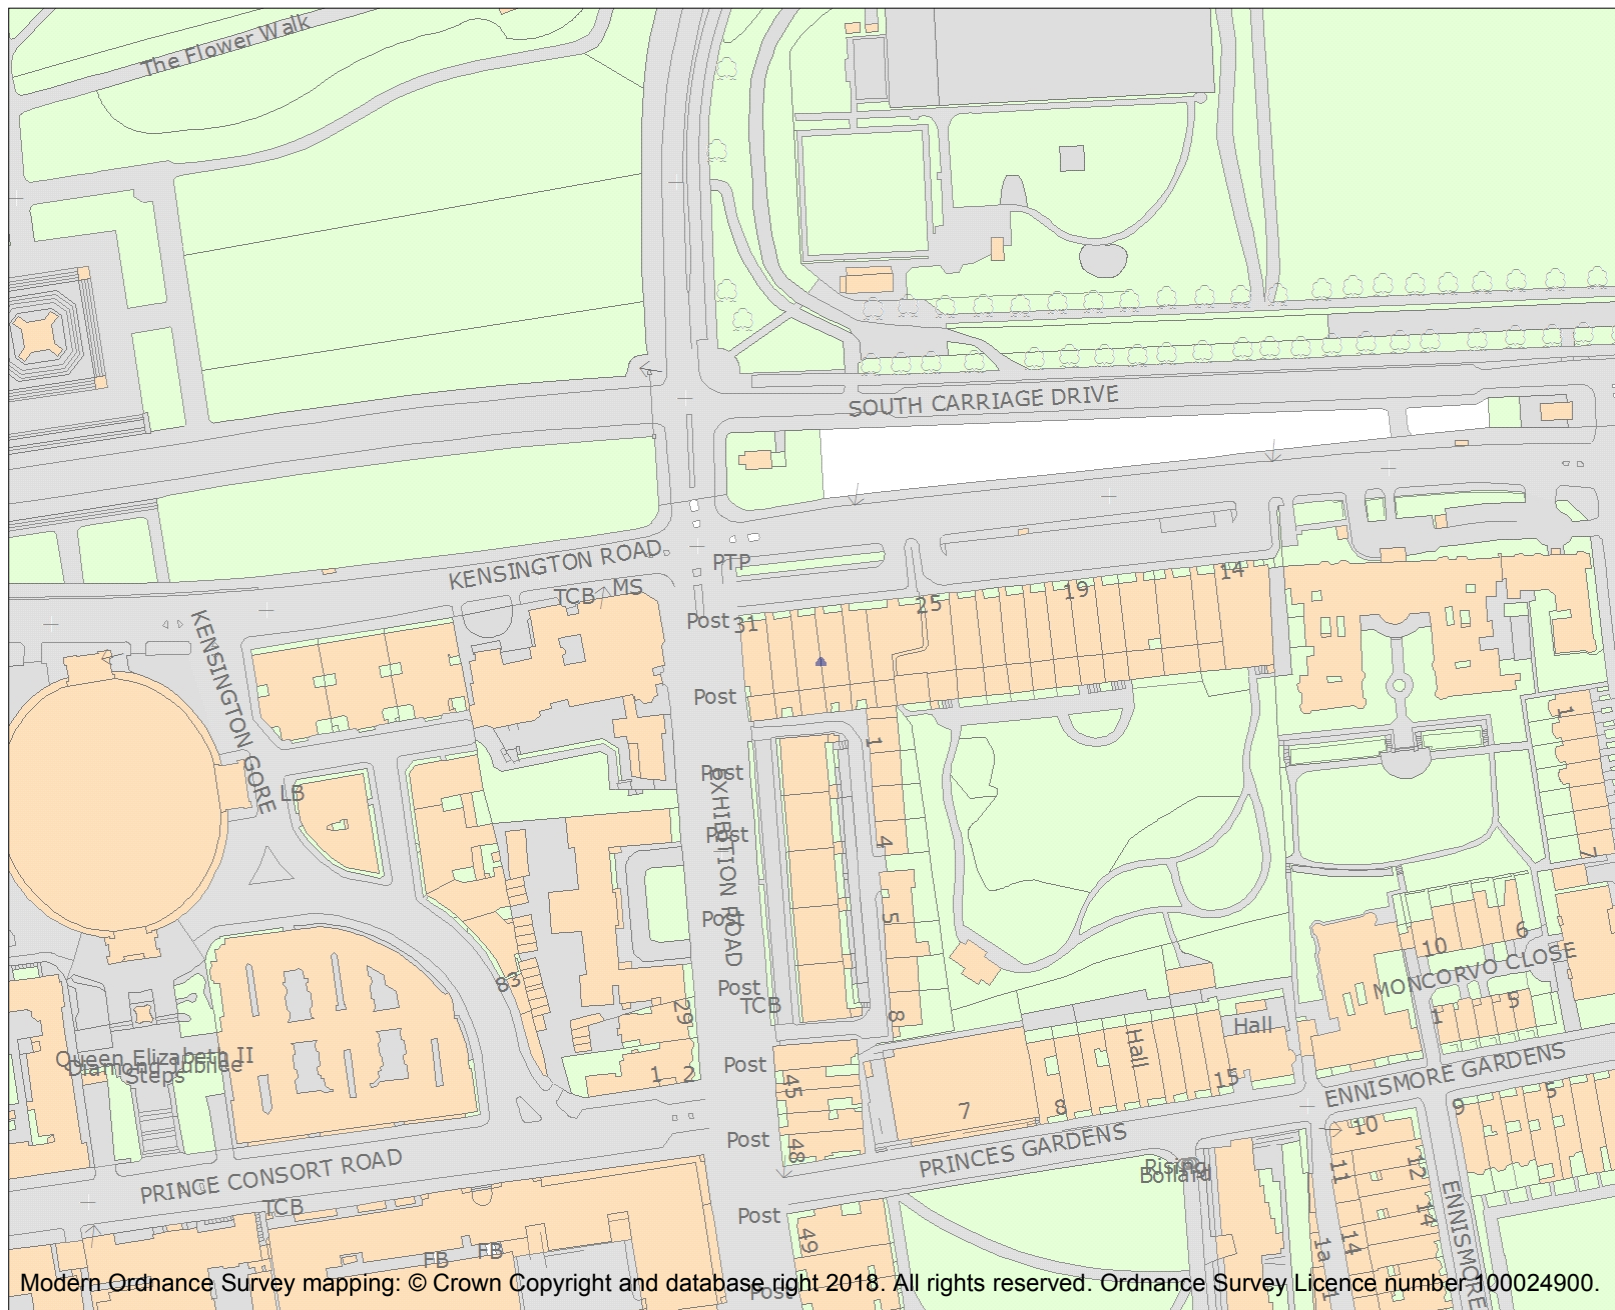 The Flower Walk
SOUTH CARRIAGE DRIVE
KENSINGTON ROAD
PTP
TCB
MS
KENSINGTON GORE
Post
31
25
19
14
Post
1
1
Post
EXHIBITION ROAD
LB
Post
4
7
Post
5
10
6
MONCORVO CLOSE
83
Post
TCB
29
8
Hall
Hall
1
5
Queen Elizabeth II
Diamond Jubilee
Steps
Post
1
2
45
15
ENNISMORE GARDENS
7
8
9
5
10
Post
48
PRINCES GARDENS
PRINCE CONSORT ROAD
Rising
Bollard
11
12
TCB
Post
49
14
14
1a
ENNISMORE
FB
FB
Post
Modern Ordnance Survey mapping: © Crown Copyright and database right 2018. All rights reserved. Ordnance Survey Licence number 100024900.